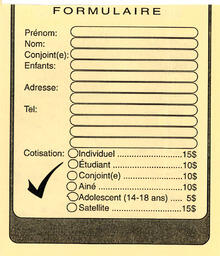 FORMULAIRE
Prénom:
Nom:
Conjoint(e):
Enfants:
Adresse:
Tel:
Cotisation: Individuel ..................15$
Étudiant ...................10$
Conjoint(e) ...............10$
Ainé ........................10$
Adolescent (14-18 ans) ..... 5$
Satellite ....................15$